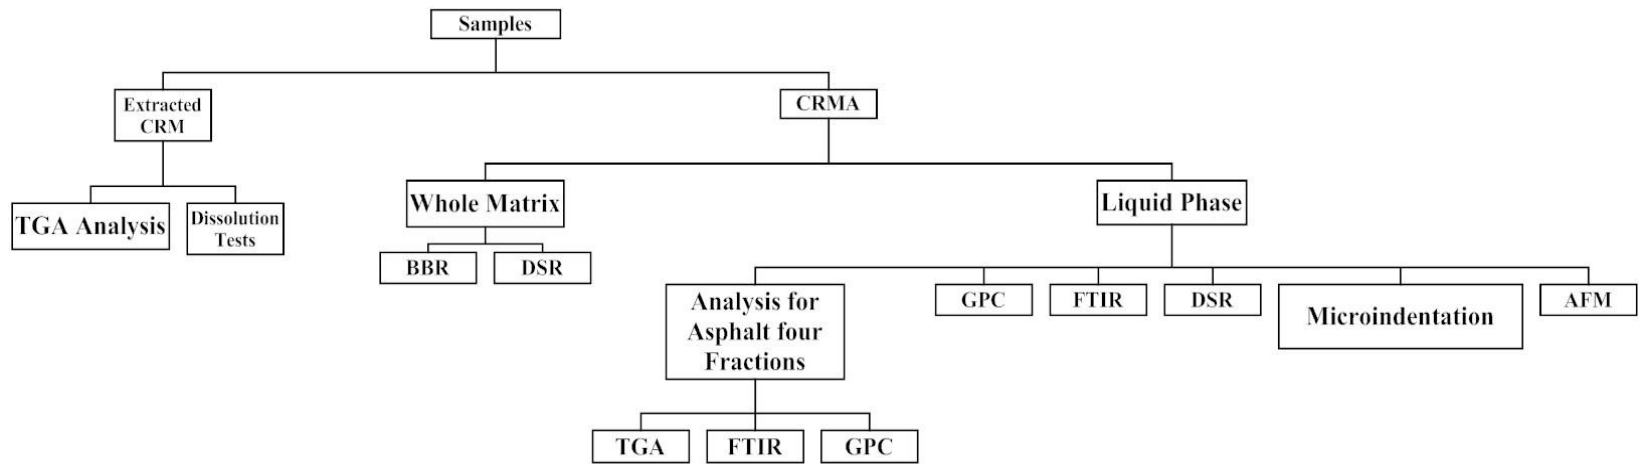 Samples
Extracted
CRM
CRMA
TGA Analysis
Dissolution
Tests
Whole Matrix
Liquid Phase
BBR
DSR
Analysis for
Asphalt four
Fractions
GPC
FTIR
DSR
Microindentation
AFM
TGA
FTIR
GPC